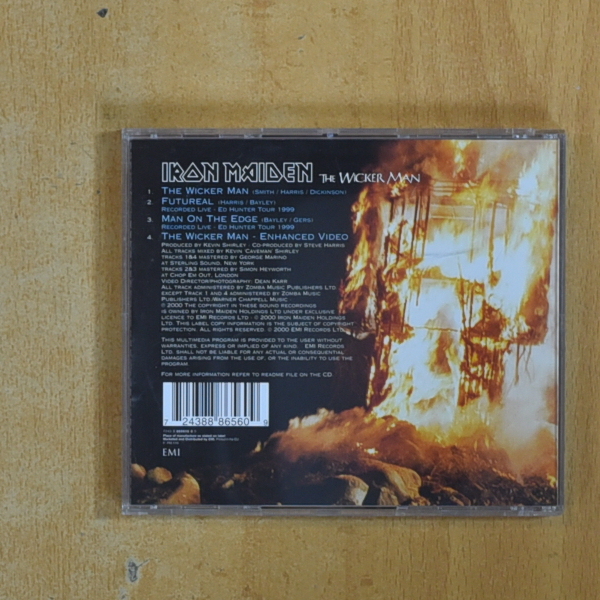 IRON MAIDEN THE WICKER MAN
1. THE WICKER MAN (SMITH / HARRIS / DICKINSON)
2. FUTUREAL (HARRIS / BAYLEY)
RECORDED LIVE - ED HUNTER TOUR 1999
3. MAN ON THE EDGE (BAYLEY / GERS)
RECORDED LIVE - ED HUNTER TOUR 1999
4. THE WICKER MAN - ENHANCED VIDEO
PRODUCED BY KEVIN SHIRLEY · CO-PRODUCED BY STEVE HARRIS
ALL TRACKS MIXED BY KEVIN 'CAVEMAN' SHIRLEY
TRACKS 1&4 MASTERED BY GEORGE MARINO
AT STERLING SOUND, NEW YORK
TRACKS 2&3 MASTERED BY SIMON HEYWORTH
AT CHOP EM OUT, LONDON
VIDEO DIRECTOR/PHOTOGRAPHY: DEAN KARR
ALL TRACK ADMINISTERED BY ZOMBA MUSIC PUBLISHERS LTD
EXCEPT TRACK 1 AND 4 ADMINISTERED BY ZOMBA MUSIC
PUBLISHERS LTD/WARNER CHAPPELL MUSIC
℗ 2000 THE COPYRIGHT IN THESE SOUND RECORDINGS
IS OWNED BY IRON MAIDEN HOLDINGS LTD UNDER EXCLUSIVE
LICENCE TO EMI RECORDS LTD · © 2000 IRON MAIDEN HOLDINGS
LTD. THIS LABEL COPY INFORMATION IS THE SUBJECT OF COPYRIGHT
PROTECTION. ALL RIGHTS RESERVED. © 2000 EMI RECORDS LTD
THIS MULTIMEDIA PROGRAM IS PROVIDED TO THE USER WITHOUT
WARRANTIES, EXPRESS OR IMPLIED OF ANY KIND. EMI RECORDS
LTD, SHALL NOT BE LIABLE FOR ANY ACTUAL OR CONSEQUENTIAL
DAMAGES ARISING FROM THE USE OF, OR THE INABILITY TO USE THE
PROGRAM
FOR MORE INFORMATION REFER TO README FILE ON THE CD.
7 24388 86560 9
EMI